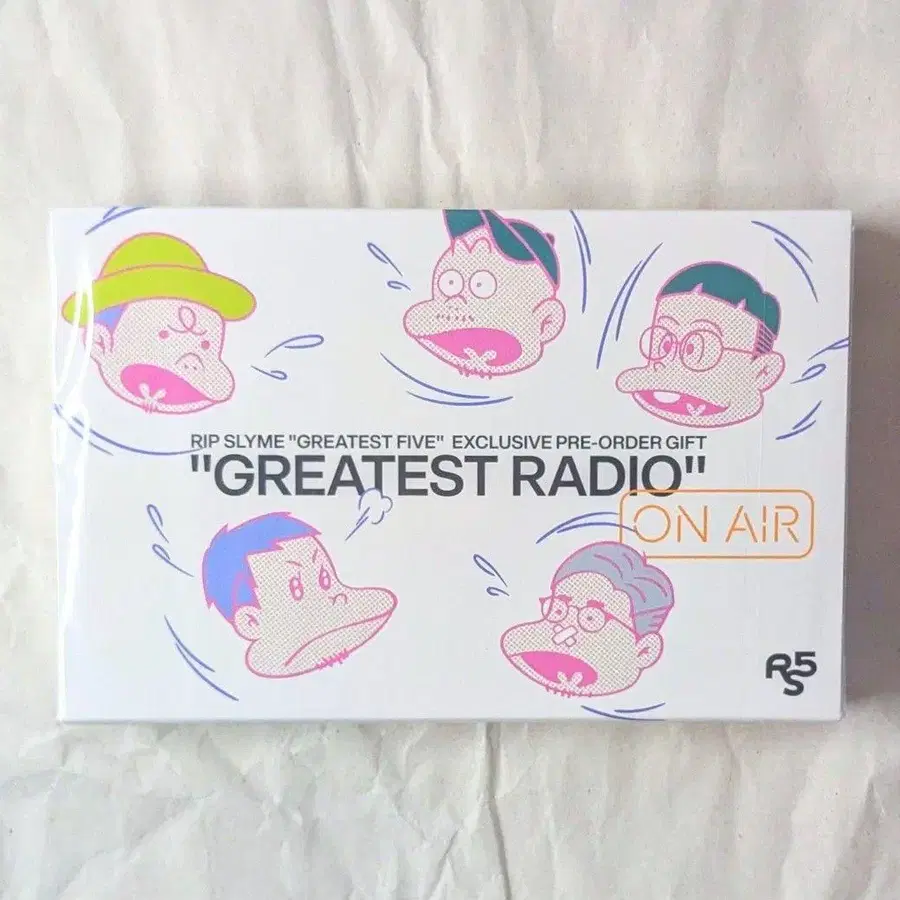 RIP SLYME "GREATEST FIVE" EXCLUSIVE PRE-ORDER GIFT
"GREATEST RADIO"
ON AIR
RS5